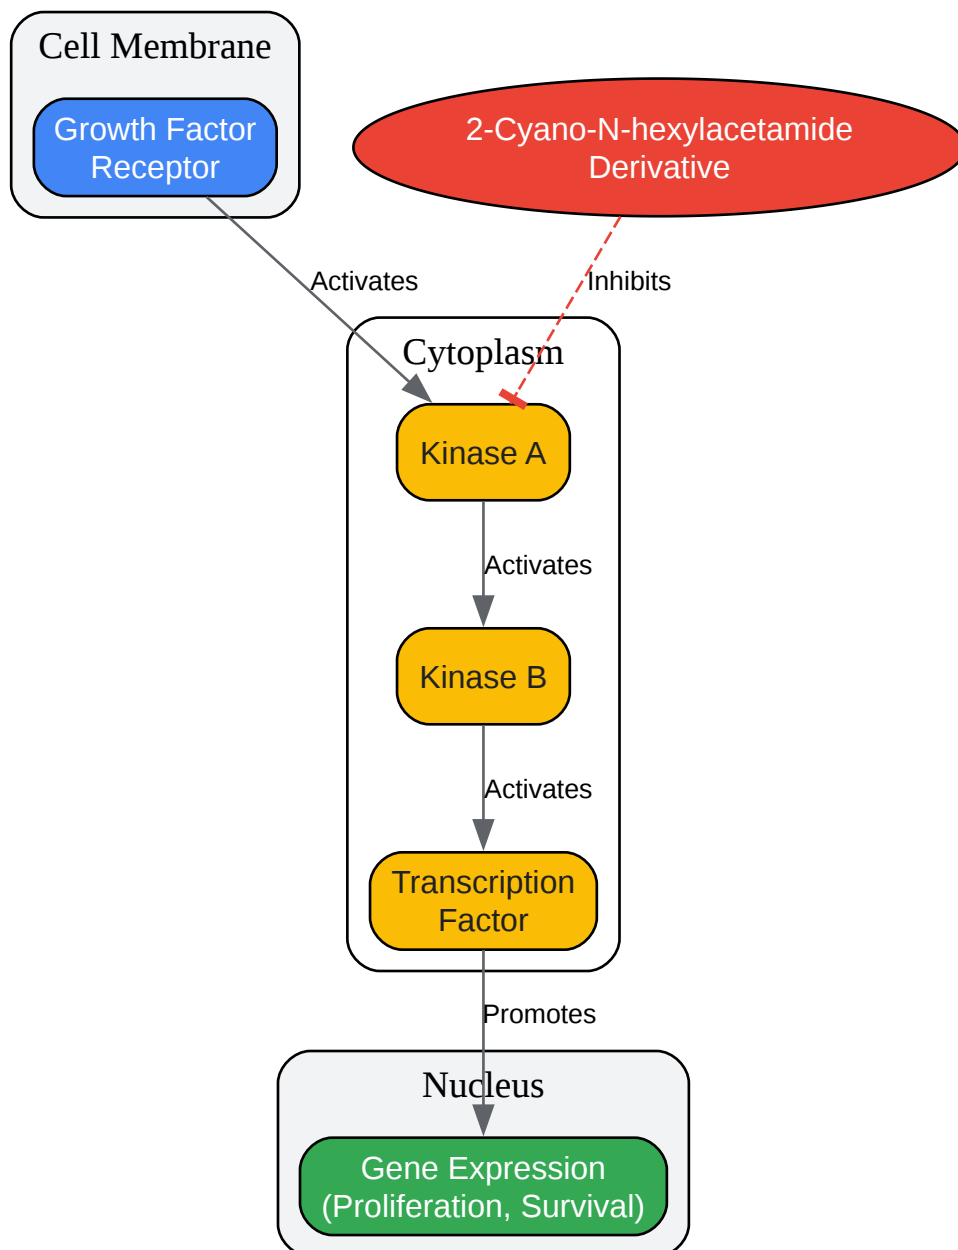 Cell Membrane
Growth Factor
Receptor
2-Cyano-N-hexylacetamide
Derivative
Activates
Inhibits
Cytoplasm
Kinase A
Activates
Kinase B
Activates
Transcription
Factor
Promotes
Nucleus
Gene Expression
(Proliferation, Survival)